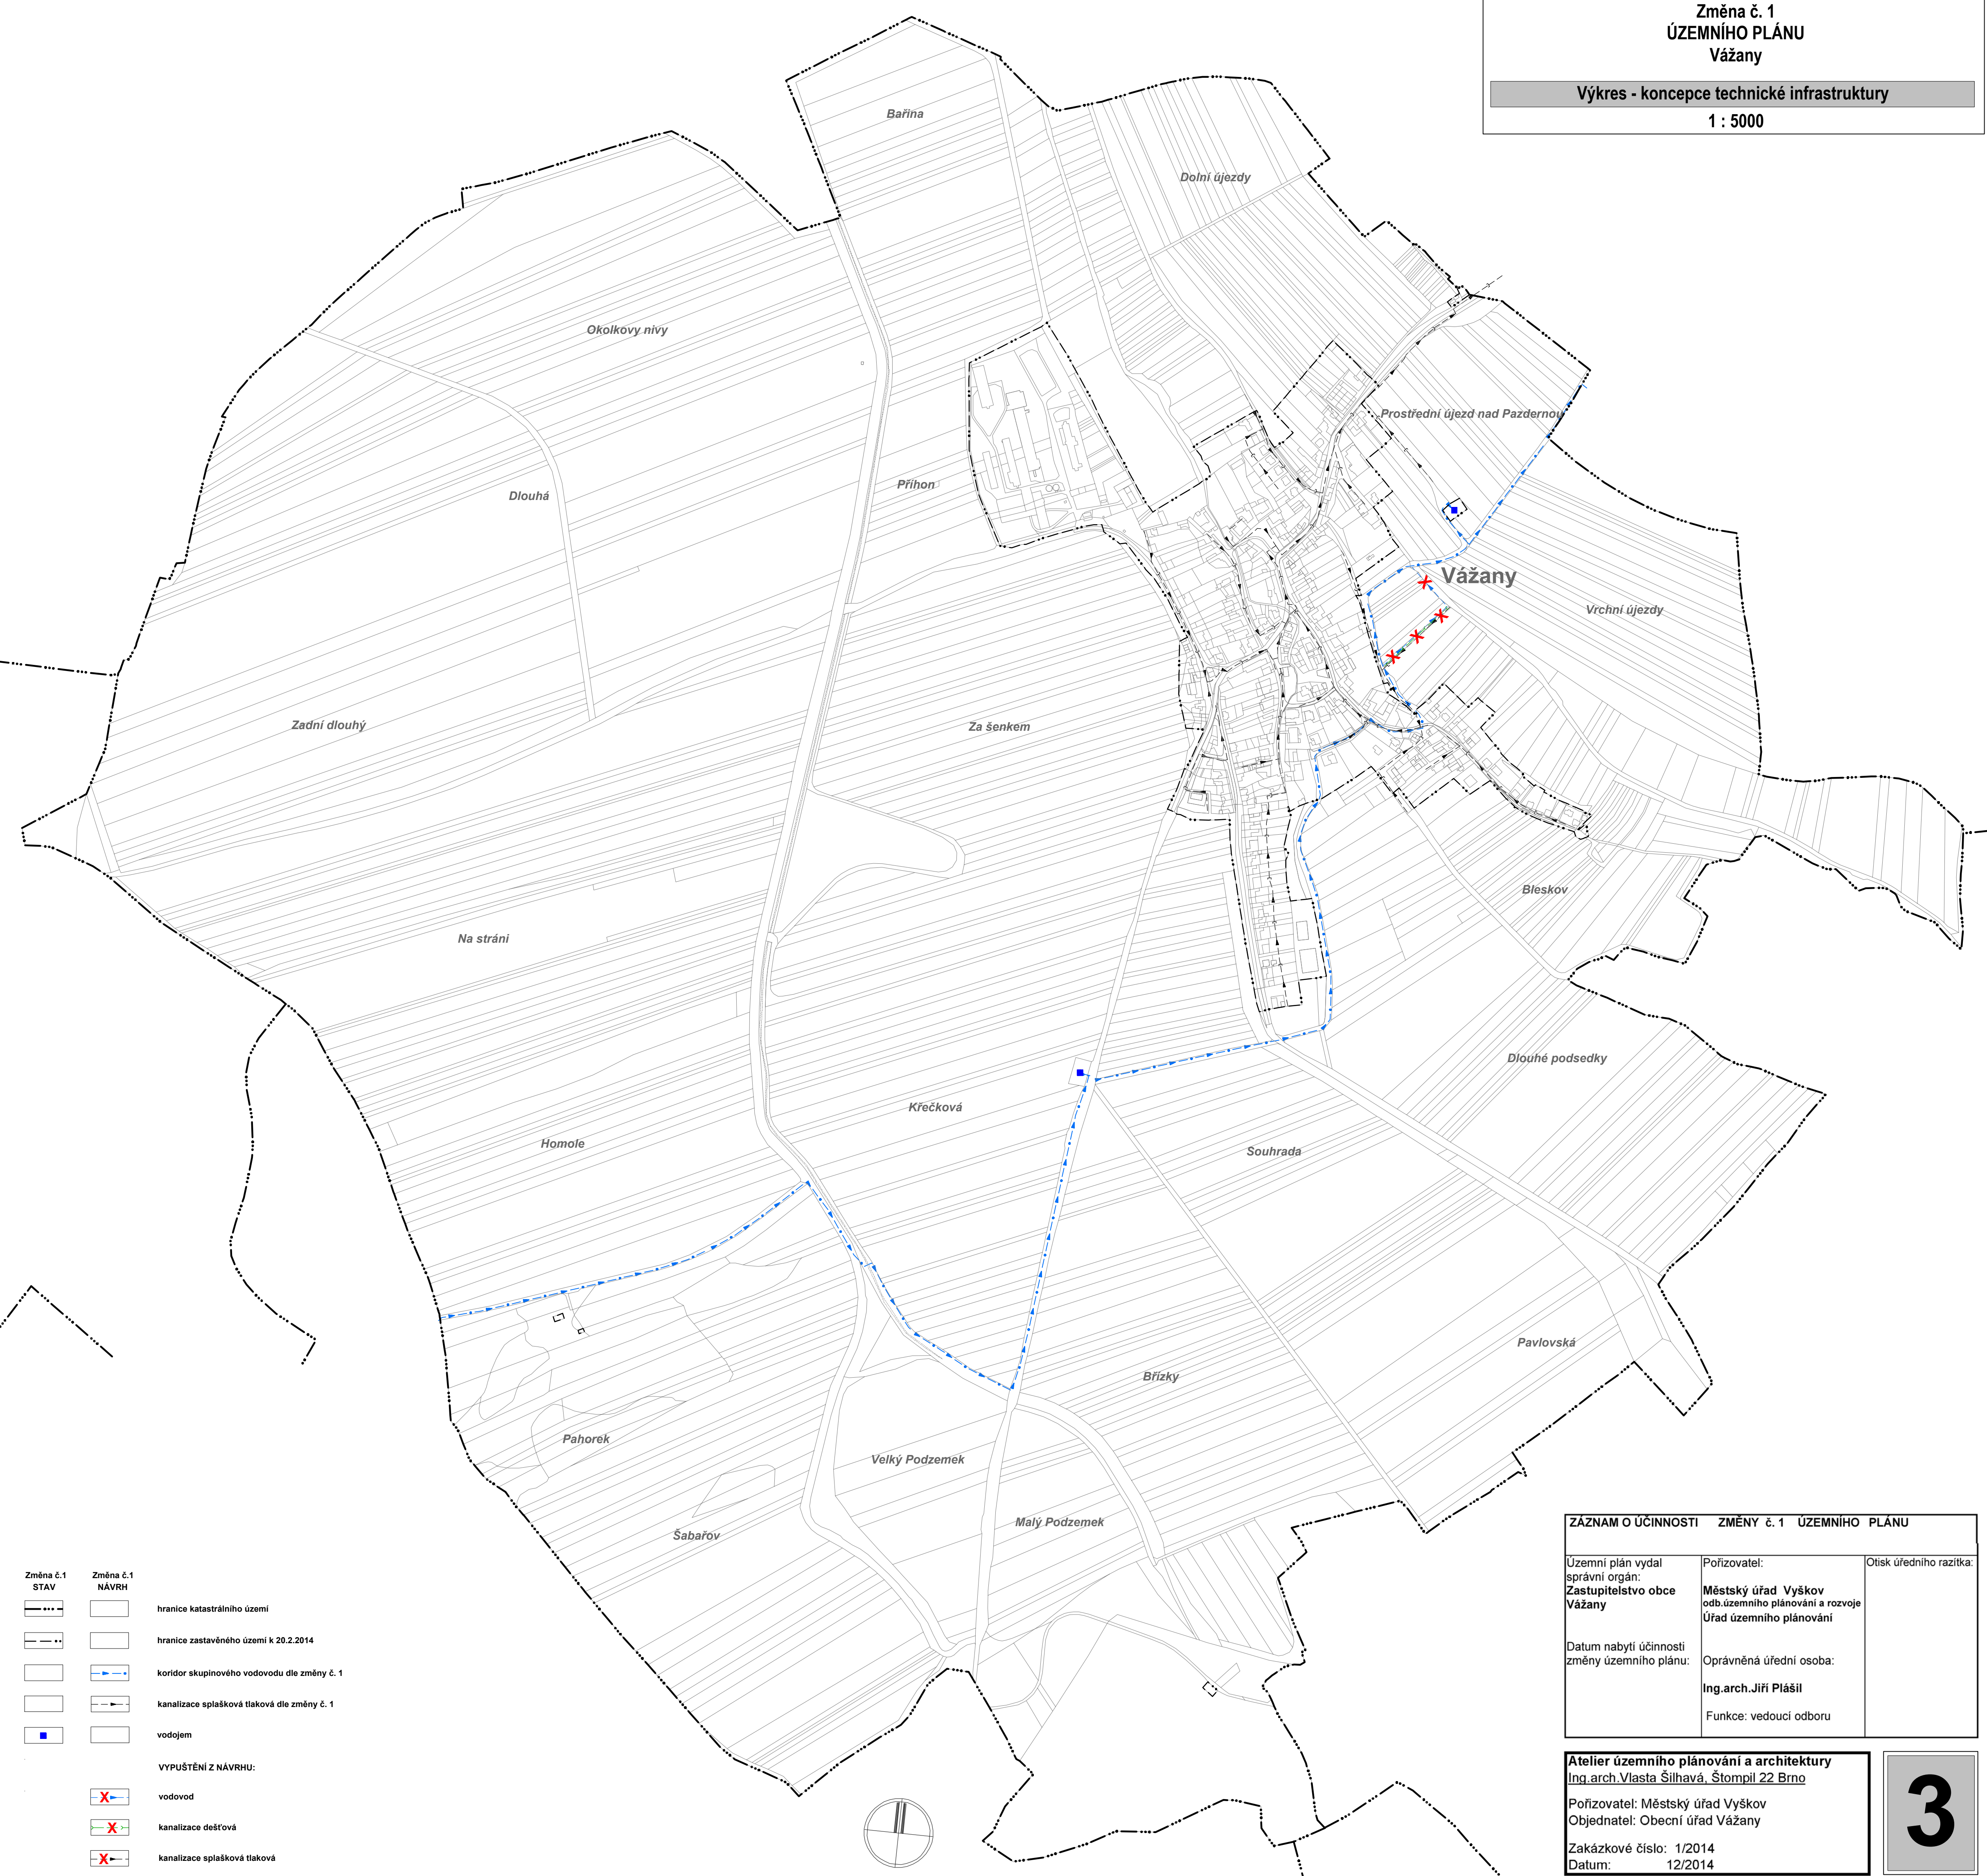 Změna č. 1
ÚZEMNÍHO PLÁNU
Vážany
Výkres - koncepce technické infrastruktury
1 : 5000
Bařina
Dolní újezdy
Okolkovy nivy
Prostřední újezd nad Pazdernou
Příhon
Dlouhá
Vážany
Vrchní újezdy
Zadní dlouhý
Za šenkem
Bleskov
Na stráni
Dlouhé podsedky
Křečková
Homole
Souhrada
Pavlovská
Břízky
Pahorek
Velký Podzemek
Malý Podzemek
Šabařov
Změna č.1
STAV
Změna č.1
NÁVRH
hranice katastrálního území
hranice zastavěného území k 20.2.2014
koridor skupinového vodovodu dle změny č. 1
kanalizace splašková tlaková dle změny č. 1
vodojem
VYPUŠTĚNÍ Z NÁVRHU:
X vodovod
X kanalizace dešťová
X kanalizace splašková tlaková
ZÁZNAM O ÚČINNOSTI ZMĚNY č. 1 ÚZEMNÍHO PLÁNU
Územní plán vydal
správní orgán:
Zastupitelstvo obce
Vážany
Datum nabytí účinnosti
změny územního plánu:
Pořizovatel:
Městský úřad Vyškov
odb.územního plánování a rozvoje
Úřad územního plánování
Oprávněná úřední osoba:
Ing.arch.Jiří Plášil
Funkce: vedoucí odboru
Otisk úředního razítka:
Atelier územního plánování a architektury
Ing.arch.Vlasta Šilhavá, Štompil 22 Brno
Pořizovatel: Městský úřad Vyškov
Objednatel: Obecní úřad Vážany
Zakázkové číslo: 1/2014
Datum: 12/2014
3